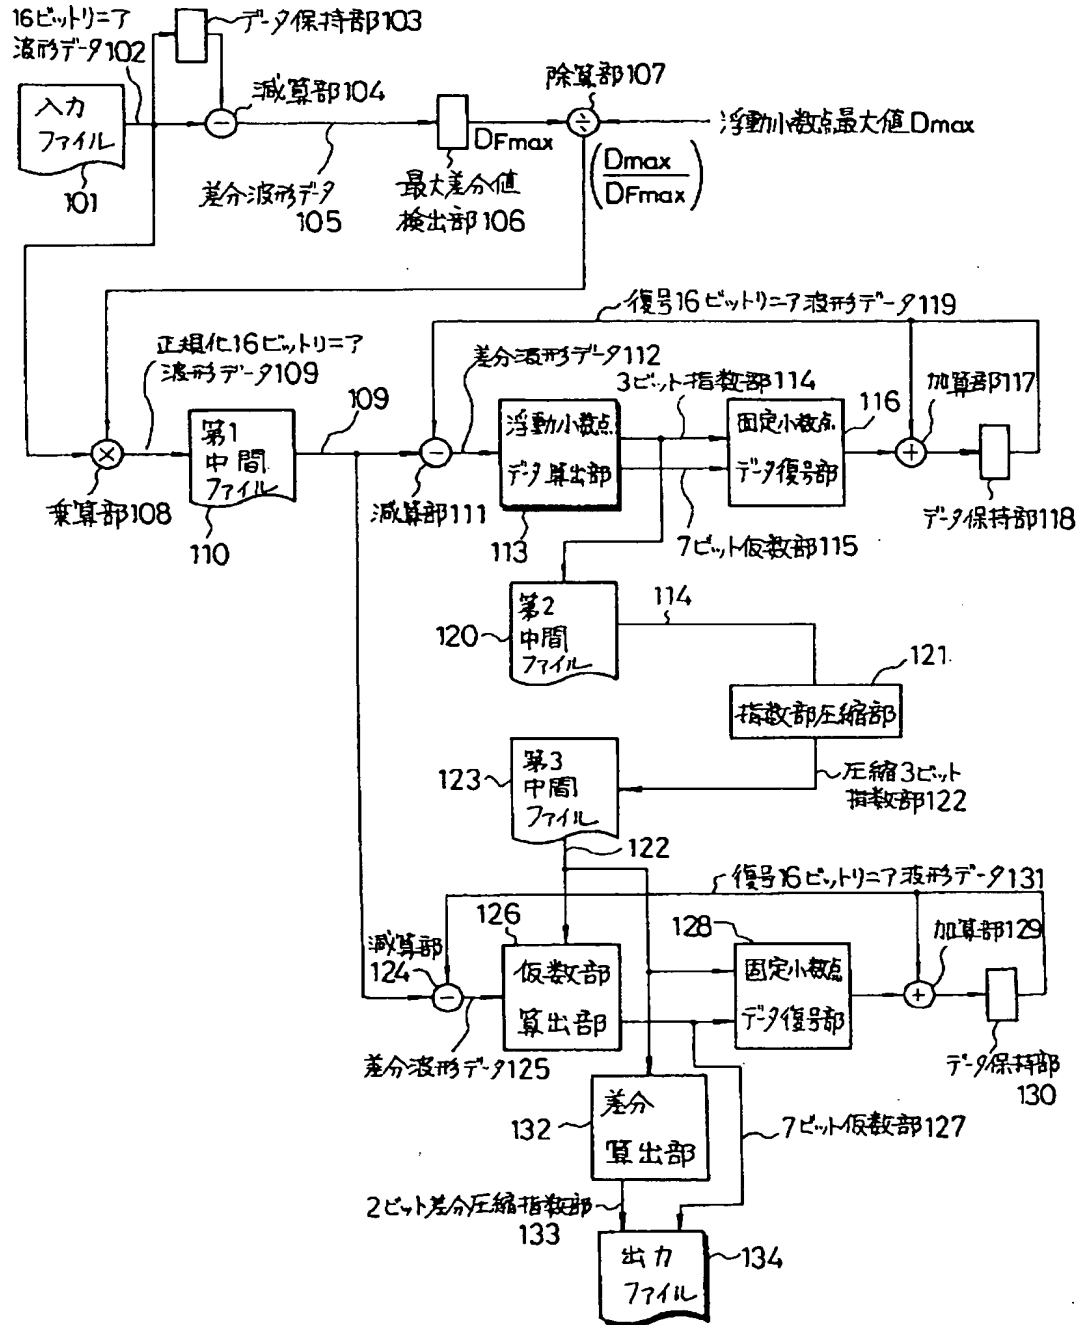 16ビットリニア
波形データ102
データ保持部103
入力
ファイル
101
減算部104
差分波形データ
105
DFmax
最大差分値
検出部106
除算部107
浮動小数点最大値Dmax
(Dmax
DFmax)
復号16ビットリニア波形データ119
正規化16ビットリニア
波形データ109
109
乗算部108
第1
中間
ファイル
110
減算部111
差分波形データ112
浮動小数点
データ算出部
113
3ビット指数部114
7ビット仮数部115
固定小数点
データ復号部
116
加算部117
データ保持部118
第2
中間
ファイル
120
114
121
指数部圧縮部
圧縮3ビット
指数部122
第3
中間
ファイル
123
122
復号16ビットリニア波形データ131
減算部
124
差分波形データ125
126
仮数部
算出部
128
固定小数点
データ復号部
加算部129
データ保持部
130
132
差分
算出部
7ビット仮数部127
2ビット差分圧縮指数部
133
出力
ファイル
134